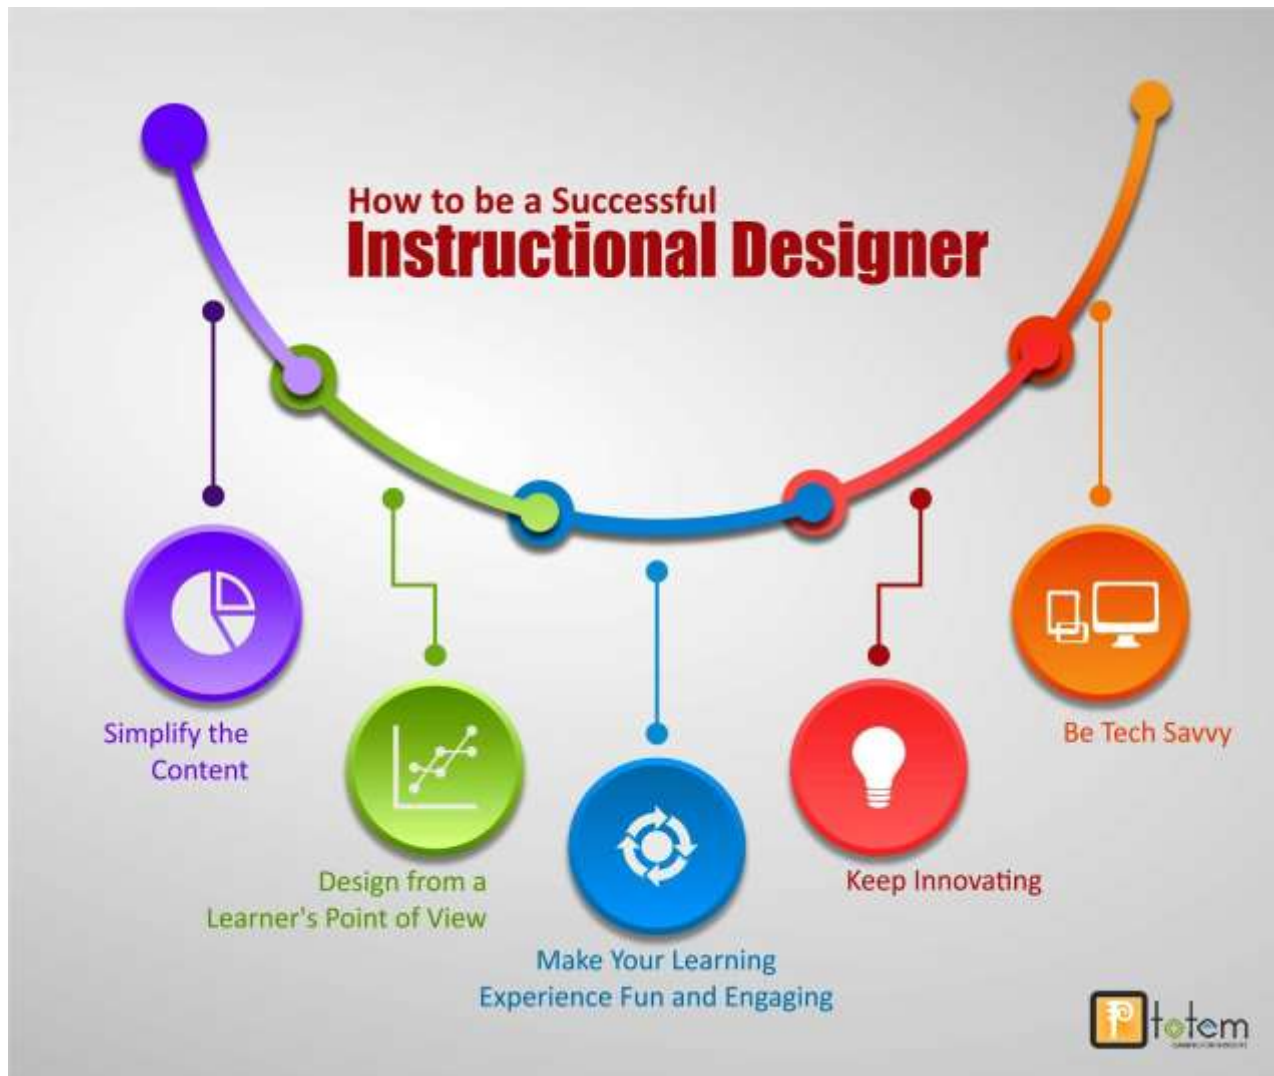 How to be a Successful
Instructional Designer
Simplify the
Content
Design from a
Learner's Point of View
Make Your Learning
Experience Fun and Engaging
Keep Innovating
Be Tech Savvy
totem